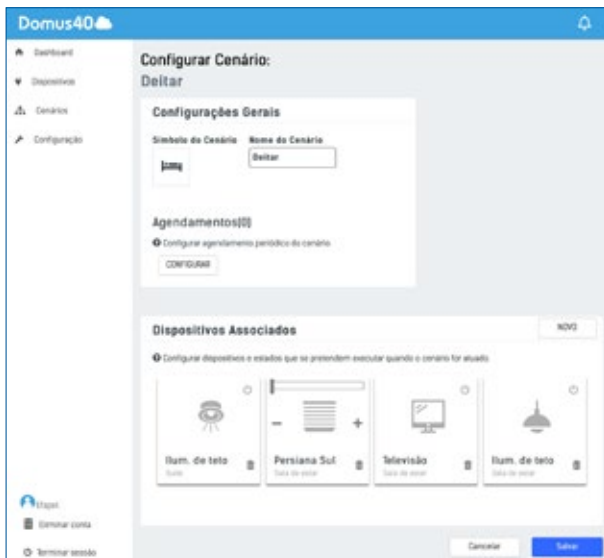 Domus40
Dashboard
Dispositivos
Cenários
Configuração
Configurar Cenário:
Deitar
Configurações Gerais
Símbolo do Cenário Nome do Cenário
Deitar
Agendamentos(0)
Configurar agendamento periódico do cenário.
CONFIGURAR
Dispositivos Associados
NOVO
Configurar dispositivos e estados que se pretendem executar quando o cenário for atuado.
Ilum. de teto
Suite
Persiana Sul
Sala de estar
Televisão
Sala de estar
Ilum. de teto
Sala de estar
Efapel
Eliminar conta
Terminar sessão
Cancelar
Salvar